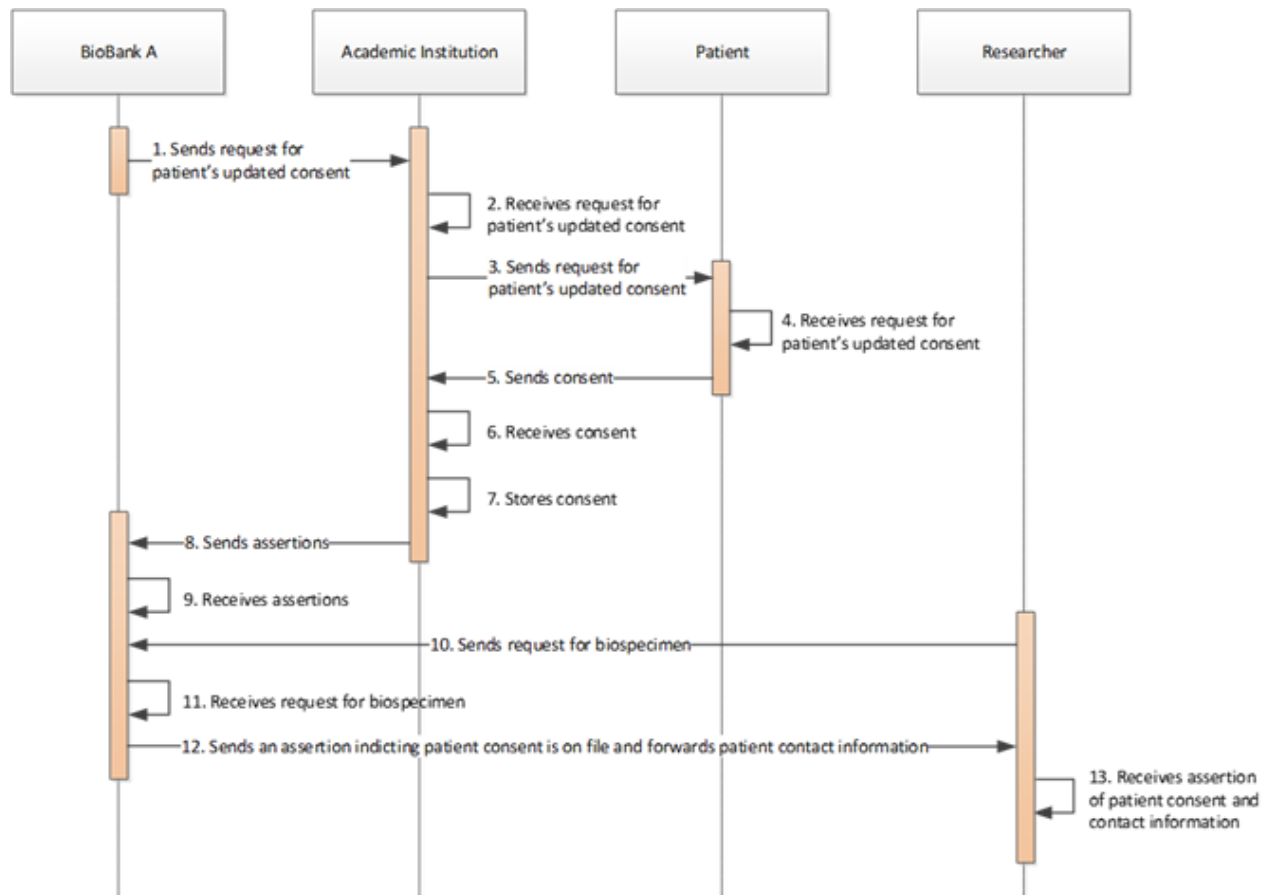 BioBank A
Academic Institution
Patient
Researcher
1. Sends request for
patient's updated consent
2. Receives request for
patient's updated consent
3. Sends request for
patient's updated consent
4. Receives request for
patient's updated consent
5. Sends consent
6. Receives consent
7. Stores consent
8. Sends assertions
9. Receives assertions
10. Sends request for biospecimen
11. Receives request for biospecimen
12. Sends an assertion indicting patient consent is on file and forwards patient contact information
13. Receives assertion
of patient consent and
contact information